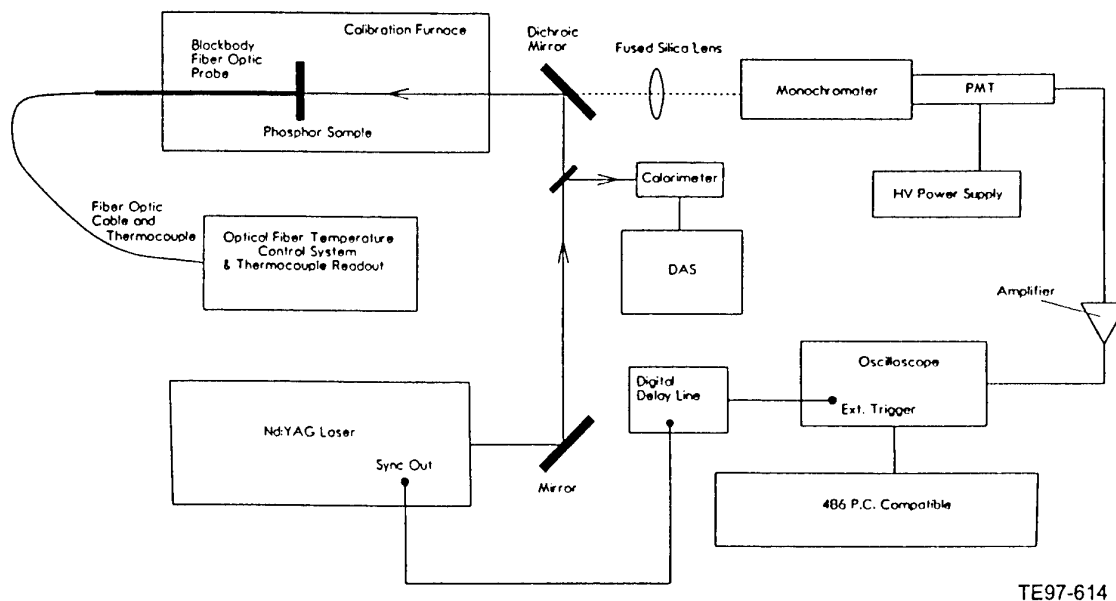 Calibration Furnace
Blackbody
Fiber Optic
Probe
Phosphor Sample
Dichroic
Mirror
Fused Silica Lens
Monochromater
PMT
HV Power Supply
Calorimeter
DAS
Fiber Optic
Cable and
Thermocouple
Optical Fiber Temperature
Control System
& Thermocouple Readout
Amplifier
Oscilloscope
Ext. Trigger
Digital
Delay Line
Nd:YAG Laser
Sync Out
Mirror
486 P.C. Compatible
TE97-614